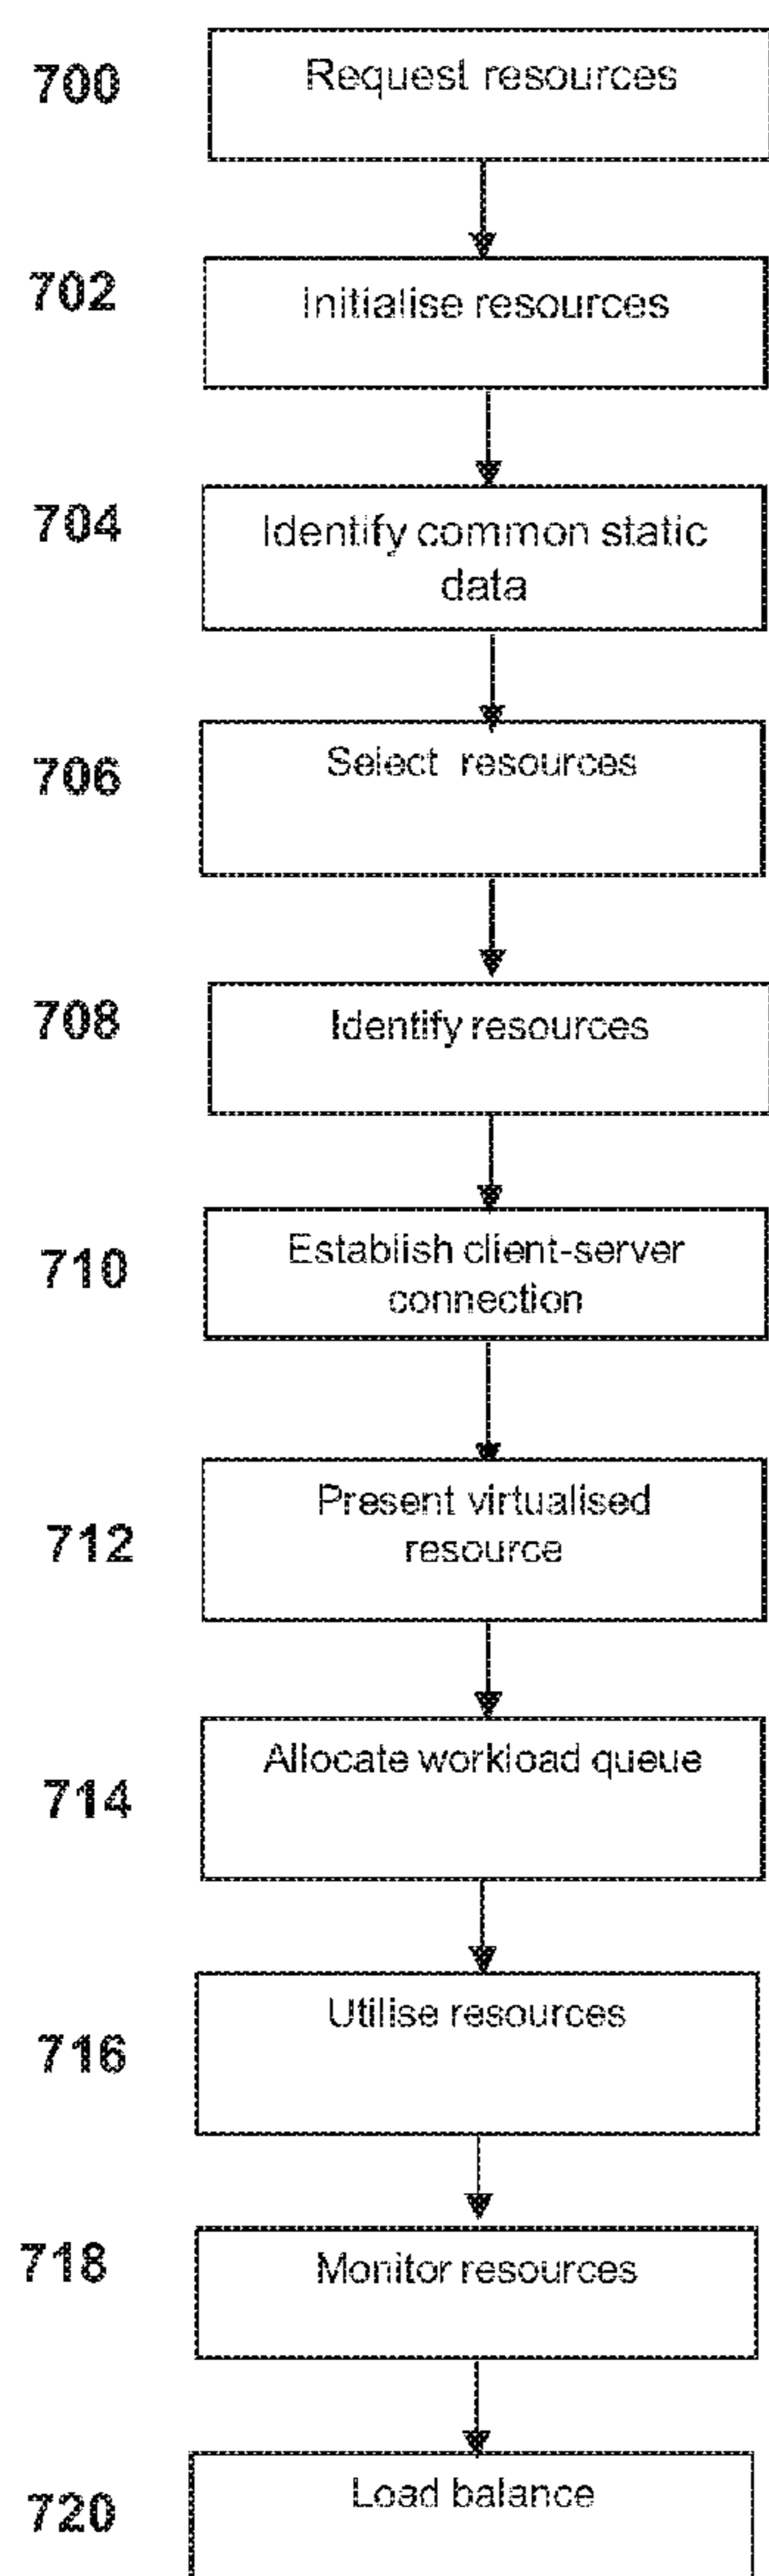 700
Request resources
702
Initialise resources
704
Identify common static
data
706
Select resources
708
Identify resources
710
Establish client-server
connection
712
Present virtualised
resource
714
Allocate workload queue
716
Utilise resources
718
Monitor resources
720
Load balance